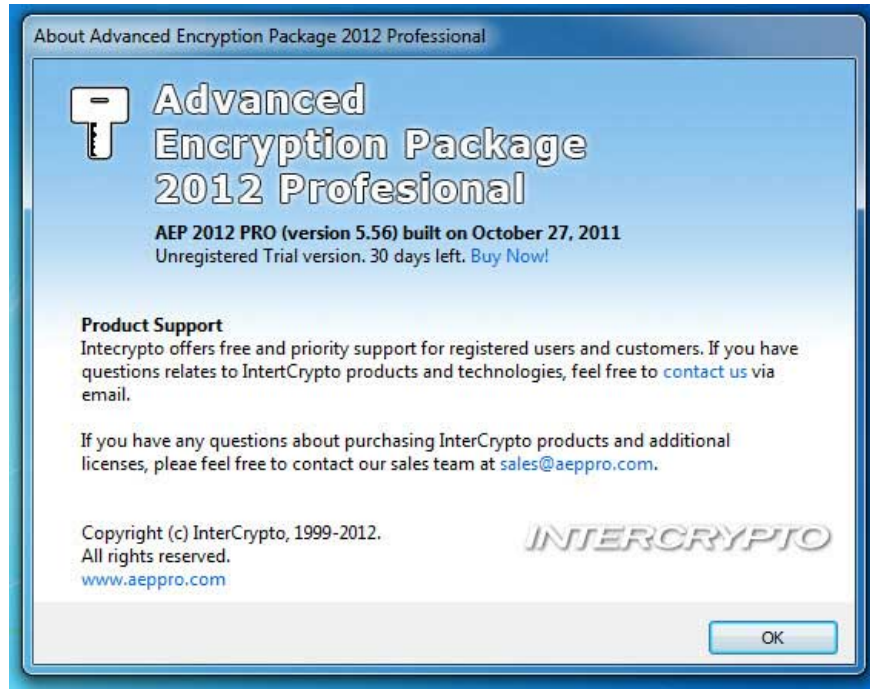 About Advanced Encryption Package 2012 Professional
Advanced
Encryption Package
2012 Profesional
AEP 2012 PRO (version 5.56) built on October 27, 2011
Unregistered Trial version. 30 days left. Buy Now!
Product Support
Intecrypto offers free and priority support for registered users and customers. If you have
questions relates to IntertCrypto products and technologies, feel free to contact us via
email.
If you have any questions about purchasing InterCrypto products and additional
licenses, pleae feel free to contact our sales team at sales@aeppro.com.
Copyright (c) InterCrypto, 1999-2012.
All rights reserved.
www.aeppro.com
INTERCRYPTO
OK